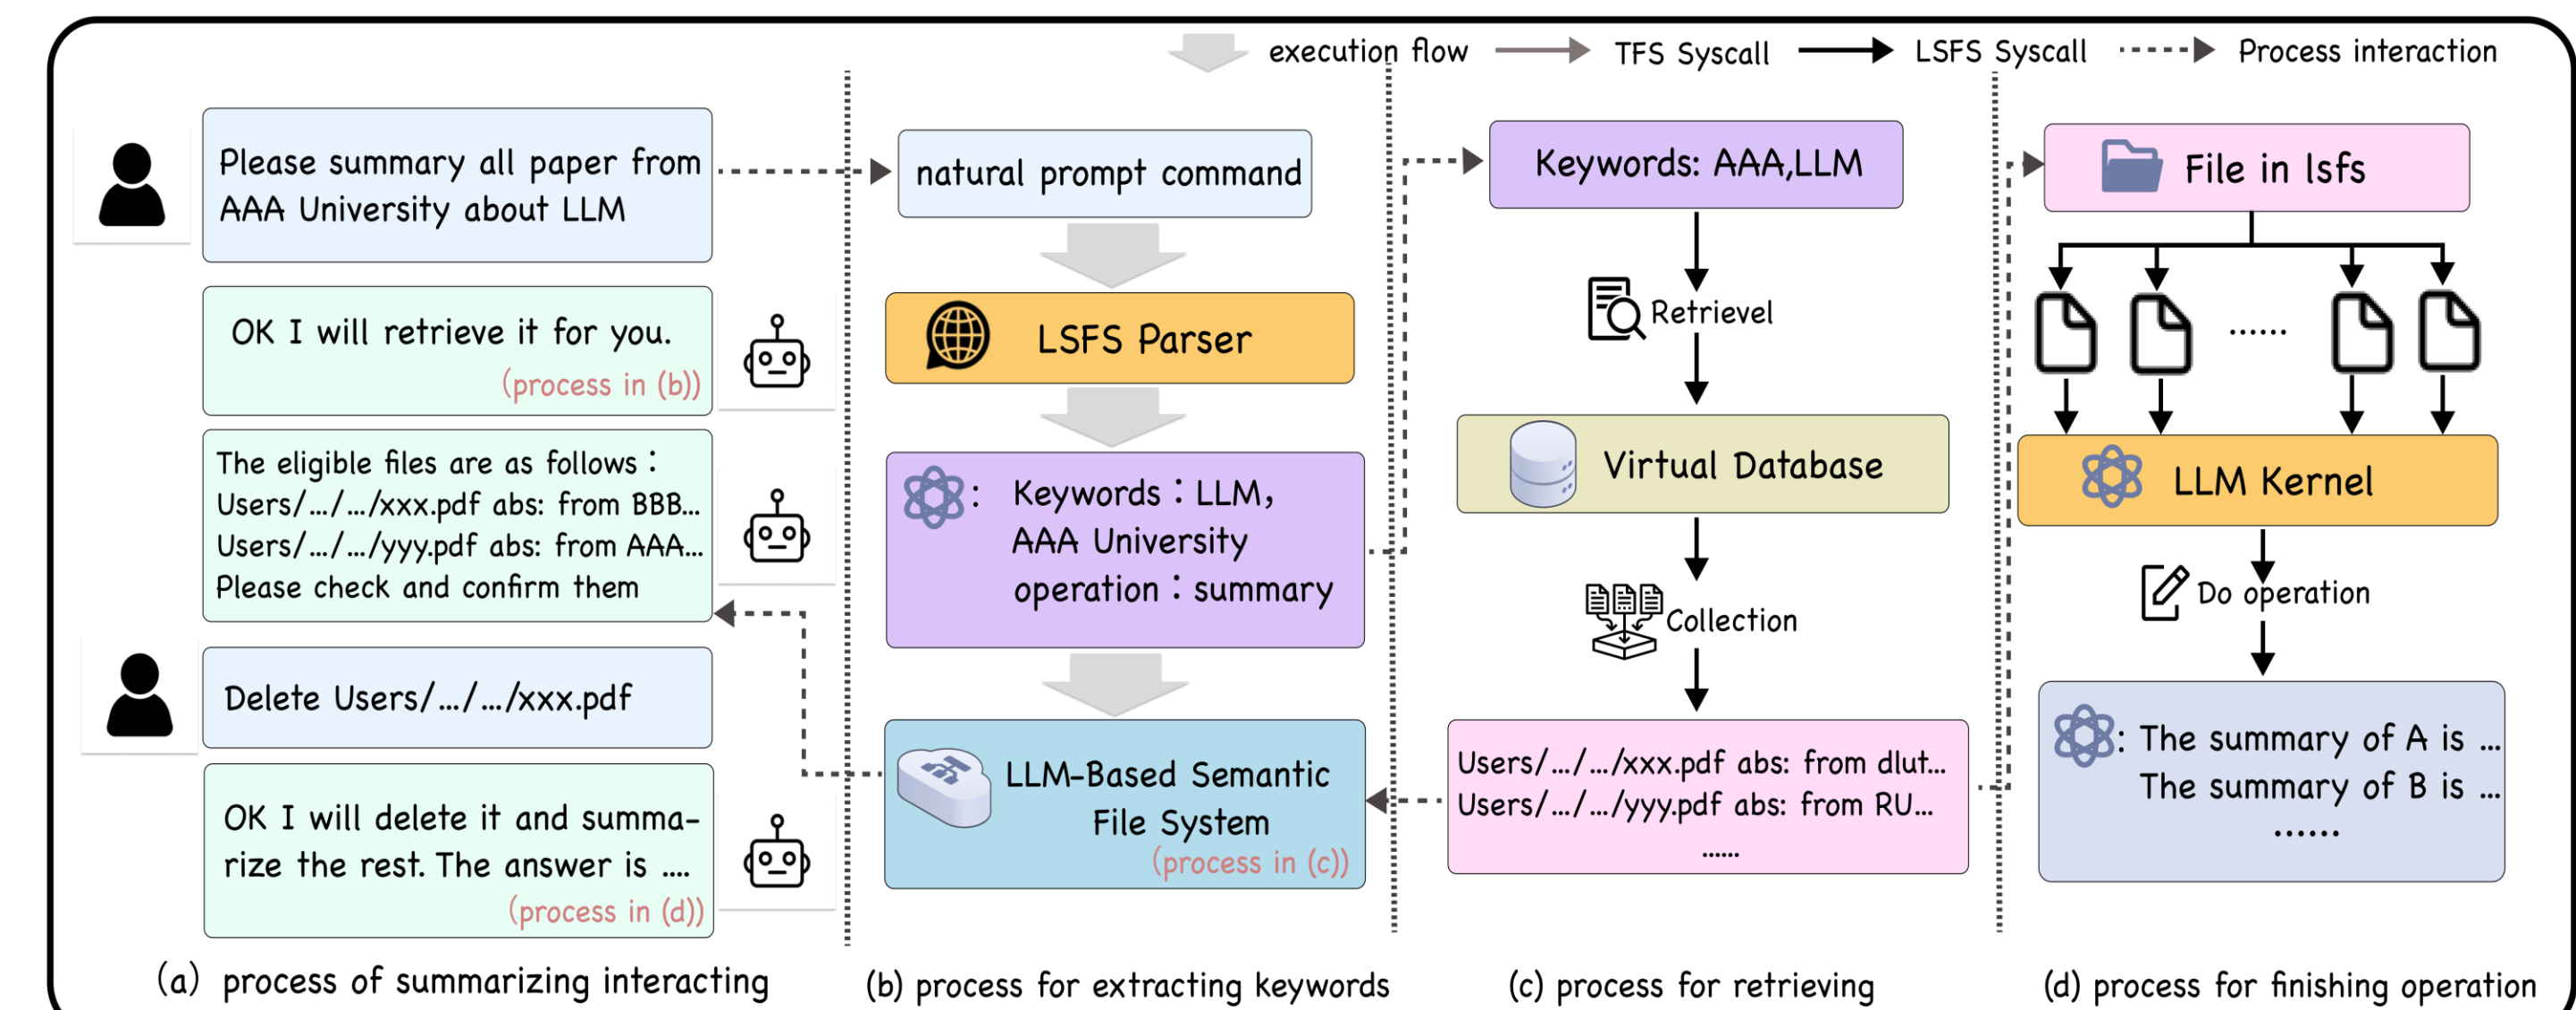 execution flow
TFS Syscall
LSFS Syscall
Process interaction
Please summary all paper from
AAA University about LLM
OK I will retrieve it for you.
(process in (b))
The eligible files are as follows：
Users/.../.../xxx.pdf abs: from BBB...
Users/.../.../yyy.pdf abs: from AAA...
Please check and confirm them
Delete Users/.../.../xxx.pdf
OK I will delete it and summa-
rize the rest. The answer is ....
(process in (d))
(a) process of summarizing interacting
natural prompt command
LSFS Parser
: Keywords：LLM,
AAA University
operation：summary
LLM-Based Semantic
File System
(process in (c))
(b) process for extracting keywords
Keywords: AAA,LLM
Retrievel
Virtual Database
Collection
Users/.../.../xxx.pdf abs: from dlut...
Users/.../.../yyy.pdf abs: from RU...
......
(c) process for retrieving
File in lsfs
......
LLM Kernel
Do operation
: The summary of A is ...
The summary of B is ...
......
(d) process for finishing operation